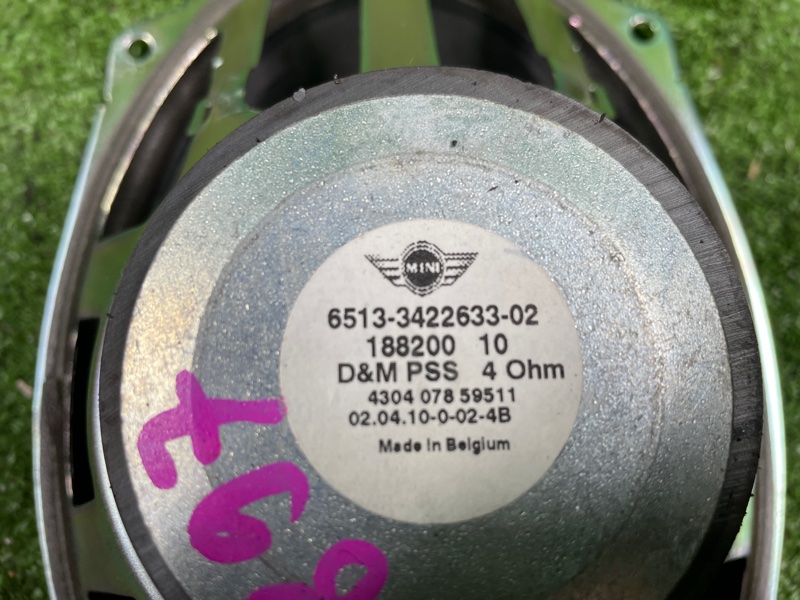 MINI
6513-3422633-02
188200 10
D&M PSS 4 Ohm
4304 078 59511
02.04.10-0-02-4B
Made in Belgium